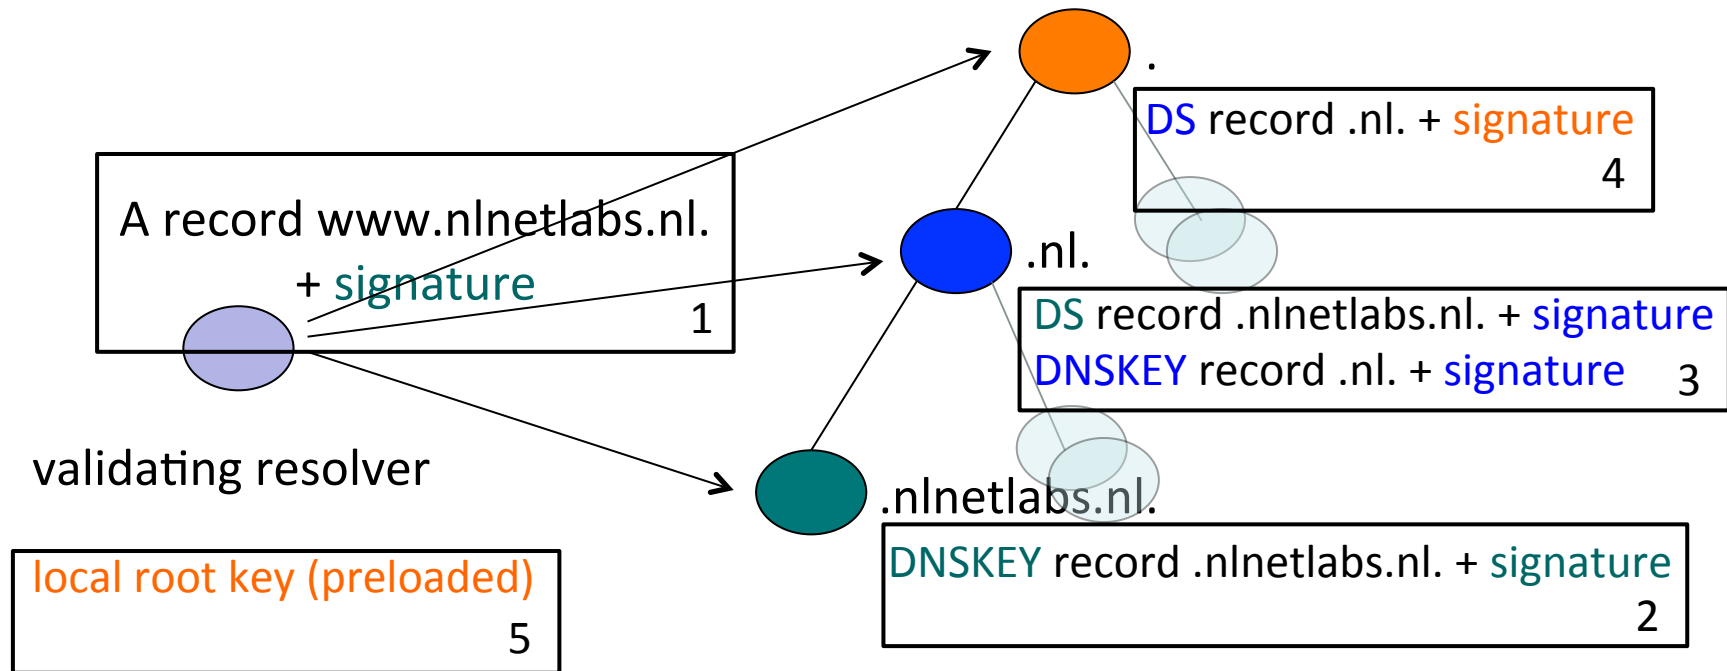 .
DS record .nl. + signature
4
A record www.nlnetlabs.nl.
+ signature
1
.nl.
DS record .nlnetlabs.nl. + signature
DNSKEY record .nl. + signature 3
validating resolver
.nlnetlabs.nl.
DNSKEY record .nlnetlabs.nl. + signature
2
local root key (preloaded)
5